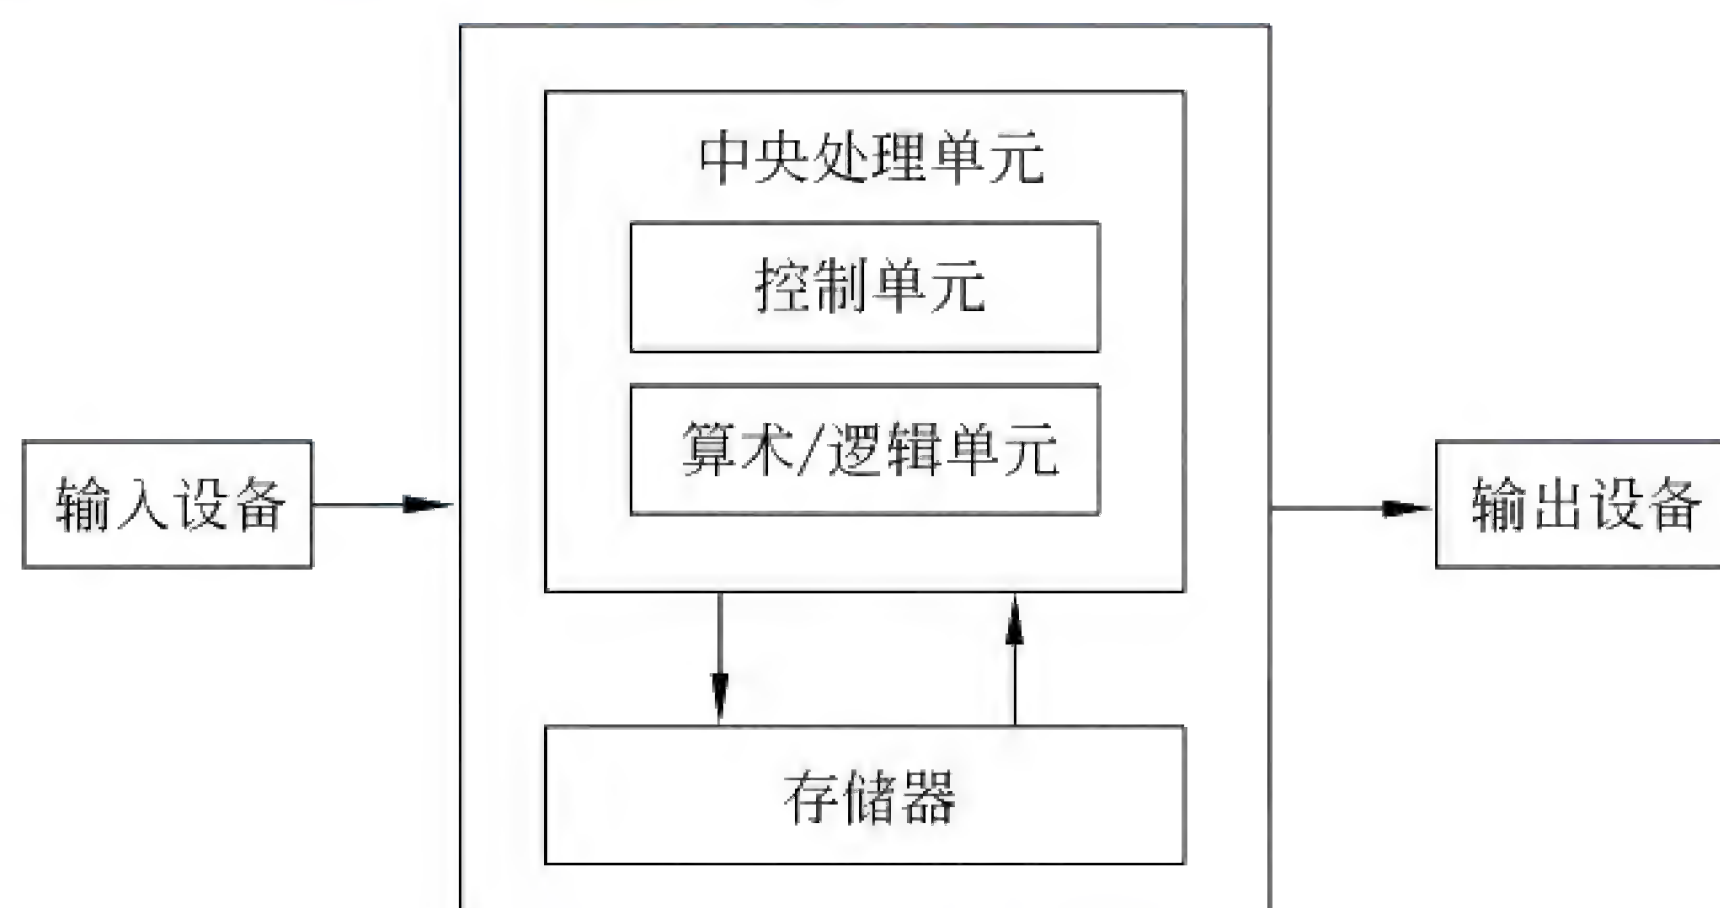 中央处理单元
控制单元
算术/逻辑单元
输入设备
输出设备
存储器